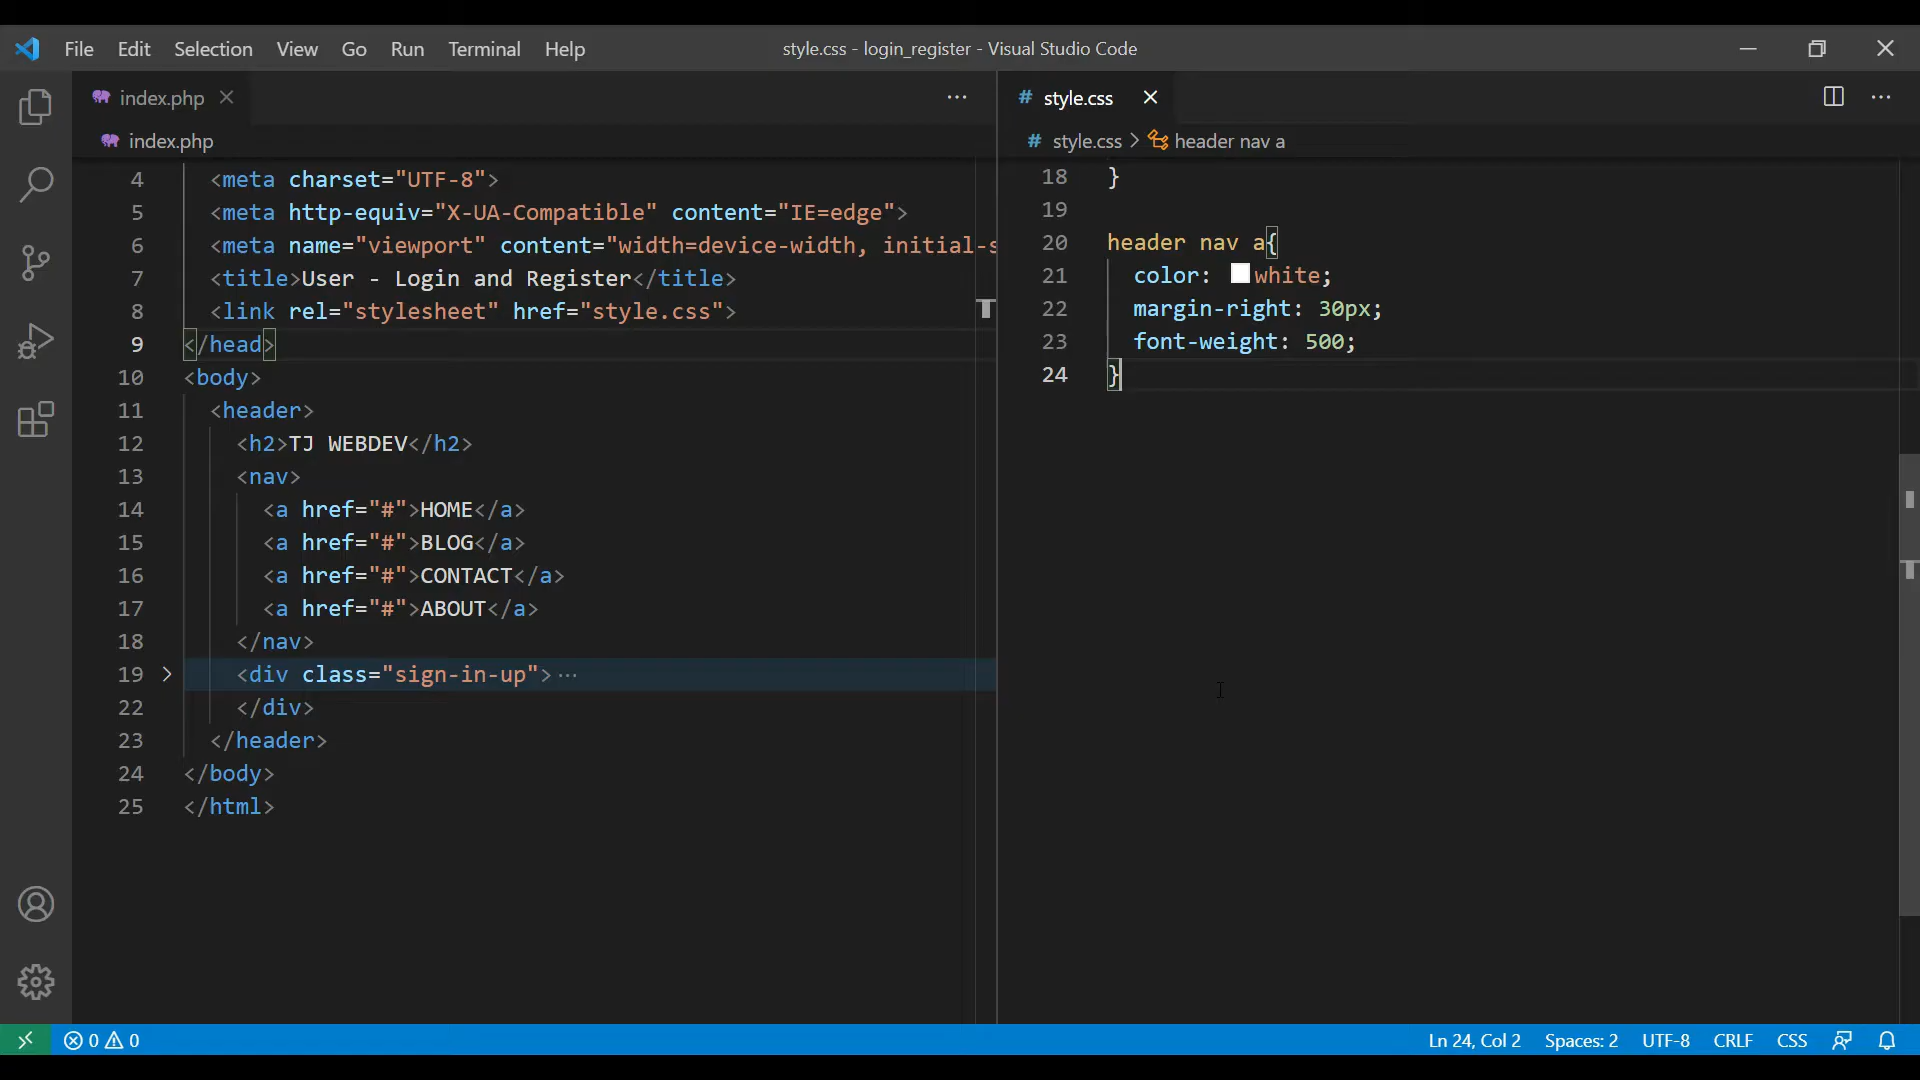 File Edit Selection View Go Run Terminal Help
style.css - login_register - Visual Studio Code
index.php
index.php
4 <meta charset="UTF-8">
5 <meta http-equiv="X-UA-Compatible" content="IE=edge">
6 <meta name="viewport" content="width=device-width, initial-s
7 <title>User - Login and Register</title>
8 <link rel="stylesheet" href="style.css">
9 </head>
10 <body>
11 <header>
12 <h2>TJ WEBDEV</h2>
13 <nav>
14 <a href="#">HOME</a>
15 <a href="#">BLOG</a>
16 <a href="#">CONTACT</a>
17 <a href="#">ABOUT</a>
18 </nav>
19 <div class="sign-in-up">···
22 </div>
23 </header>
24 </body>
25 </html>
# style.css
# style.css > header nav a
18 }
19
20 header nav a{
21 color: white;
22 margin-right: 30px;
23 font-weight: 500;
24 }
0 0
Ln 24, Col 2 Spaces: 2 UTF-8 CRLF CSS